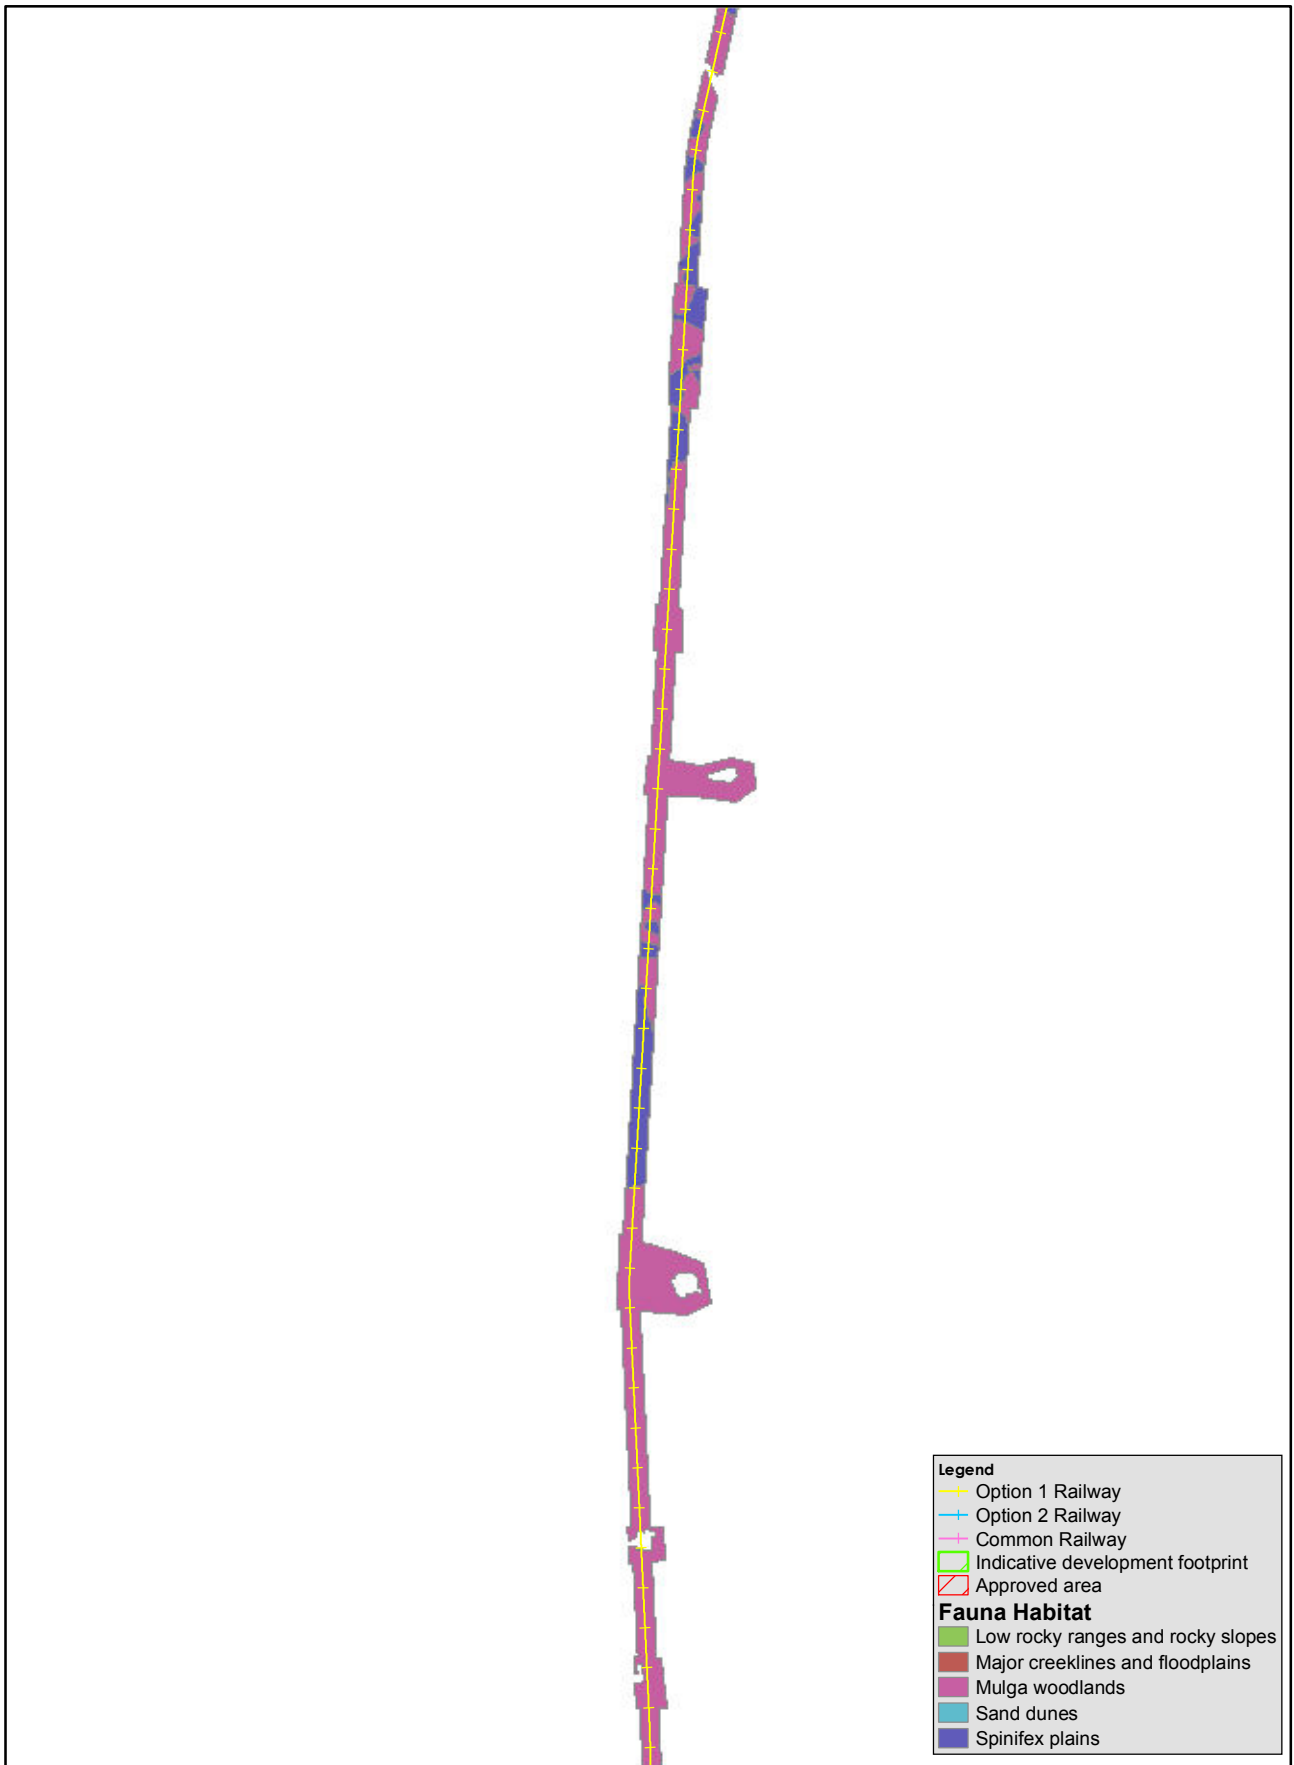 Legend
Option 1 Railway
Option 2 Railway
Common Railway
Indicative development footprint
Approved area
Fauna Habitat
Low rocky ranges and rocky slopes
Major creeklines and floodplains
Mulga woodlands
Sand dunes
Spinifex plains